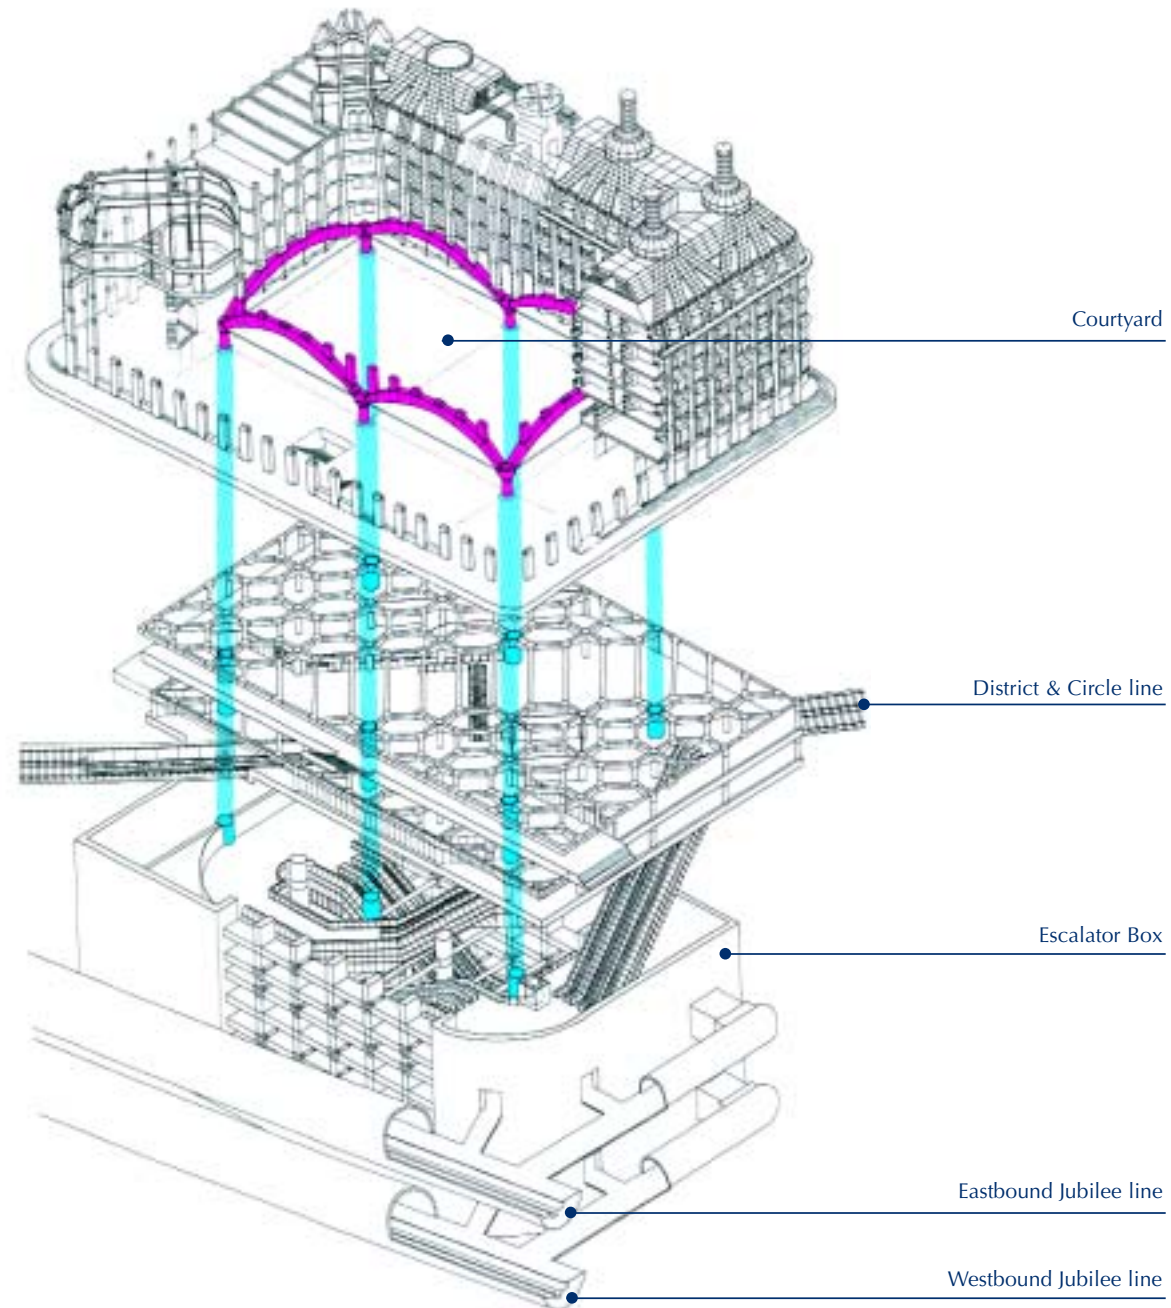 Courtyard
District & Circle line
Escalator Box
Eastbound Jubilee line
Westbound Jubilee line